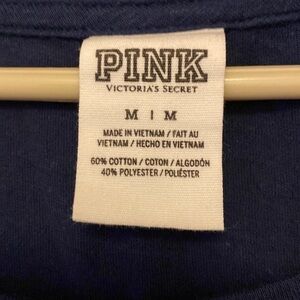 PINK
VICTORIA'S SECRET
M | M
MADE IN VIETNAM / FAIT AU
VIETNAM / HECHO EN VIETNAM
60% COTTON / COTON / ALGODÓN
40% POLYESTER / POLIÉSTER